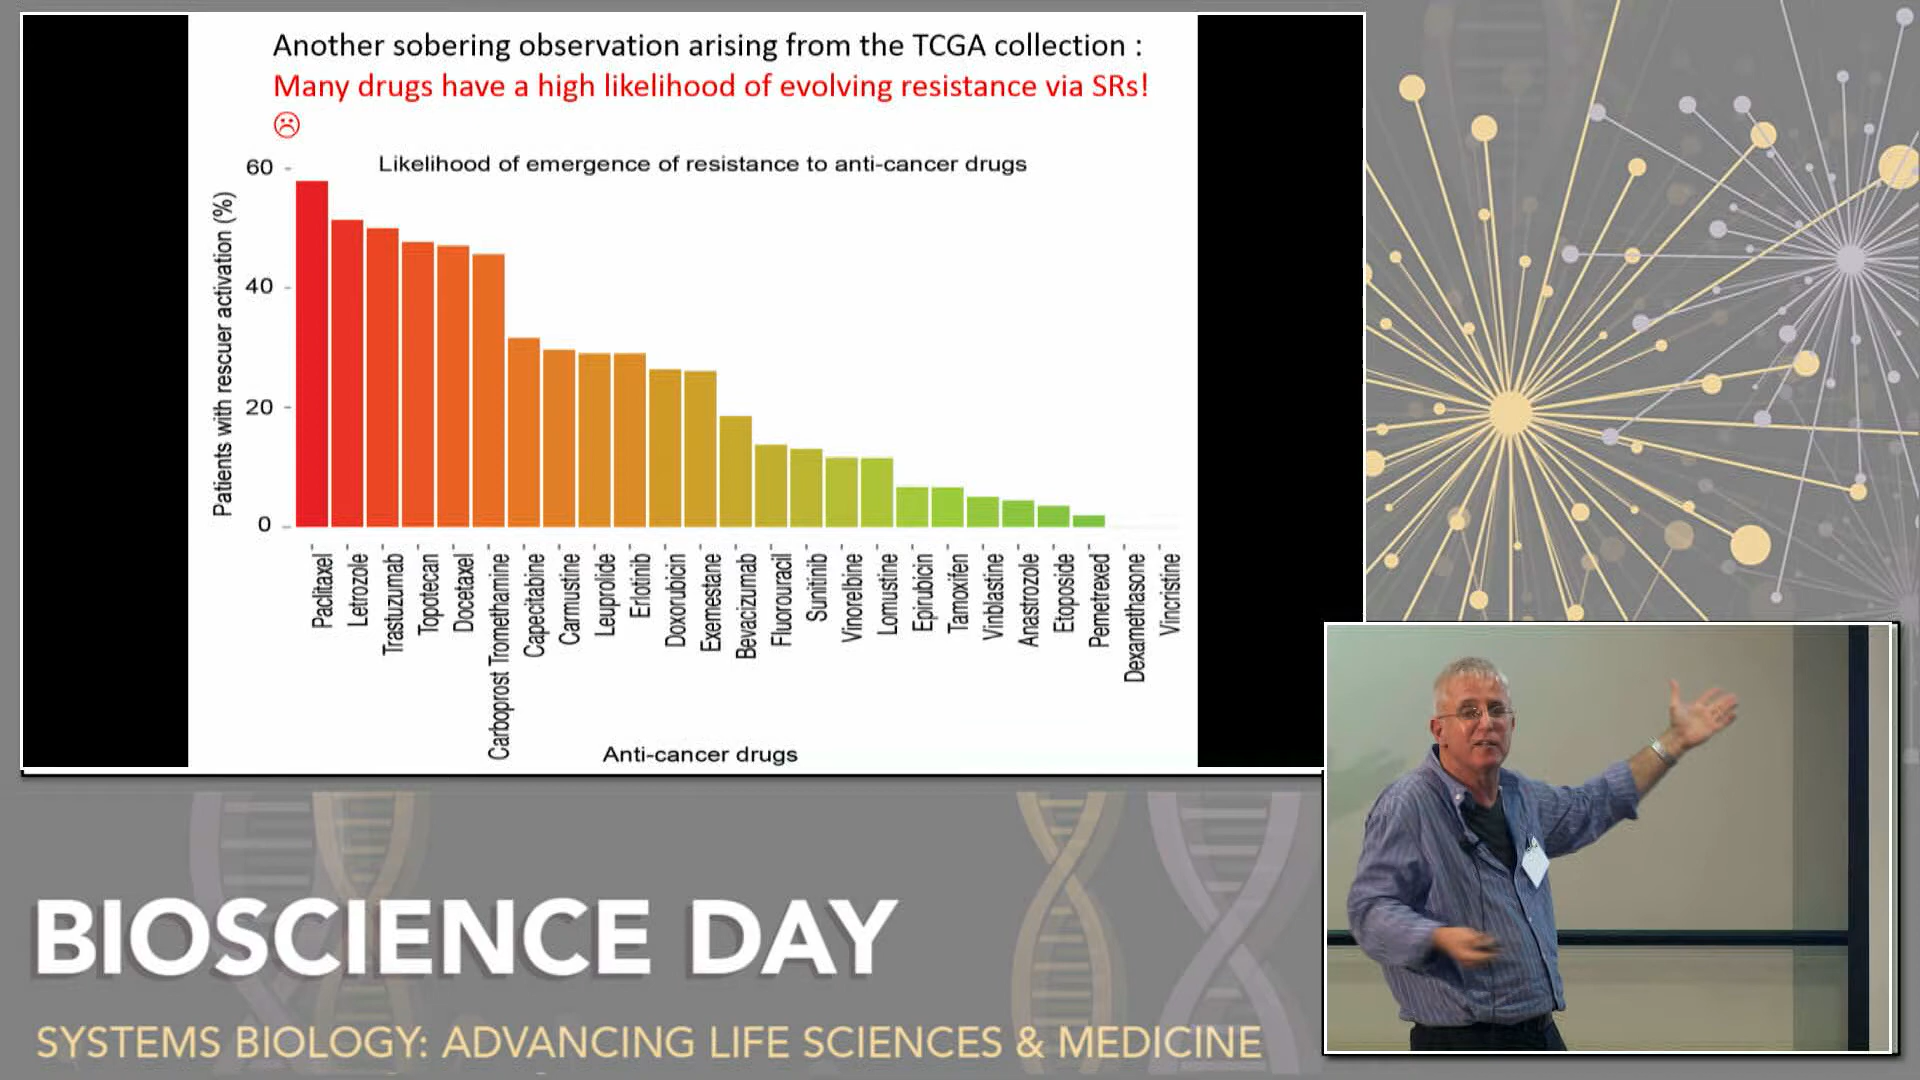 Another sobering observation arising from the TCGA collection :
Many drugs have a high likelihood of evolving resistance via SRs!
☹
Likelihood of emergence of resistance to anti-cancer drugs
Patients with rescuer activation (%)
60
40
20
0
Paclitaxel
Letrozole
Trastuzumab
Topotecan
Docetaxel
Carboprost Tromethamine
Capecitabine
Carmustine
Leuprolide
Erlotinib
Doxorubicin
Exemestane
Bevacizumab
Fluorouracil
Sunitinib
Vinorelbine
Lomustine
Epirubicin
Tamoxifen
Vinblastine
Anastrozole
Etoposide
Pemetrexed
Dexamethasone
Vincristine
Anti-cancer drugs
BIOSCIENCE DAY
SYSTEMS BIOLOGY: ADVANCING LIFE SCIENCES & MEDICINE